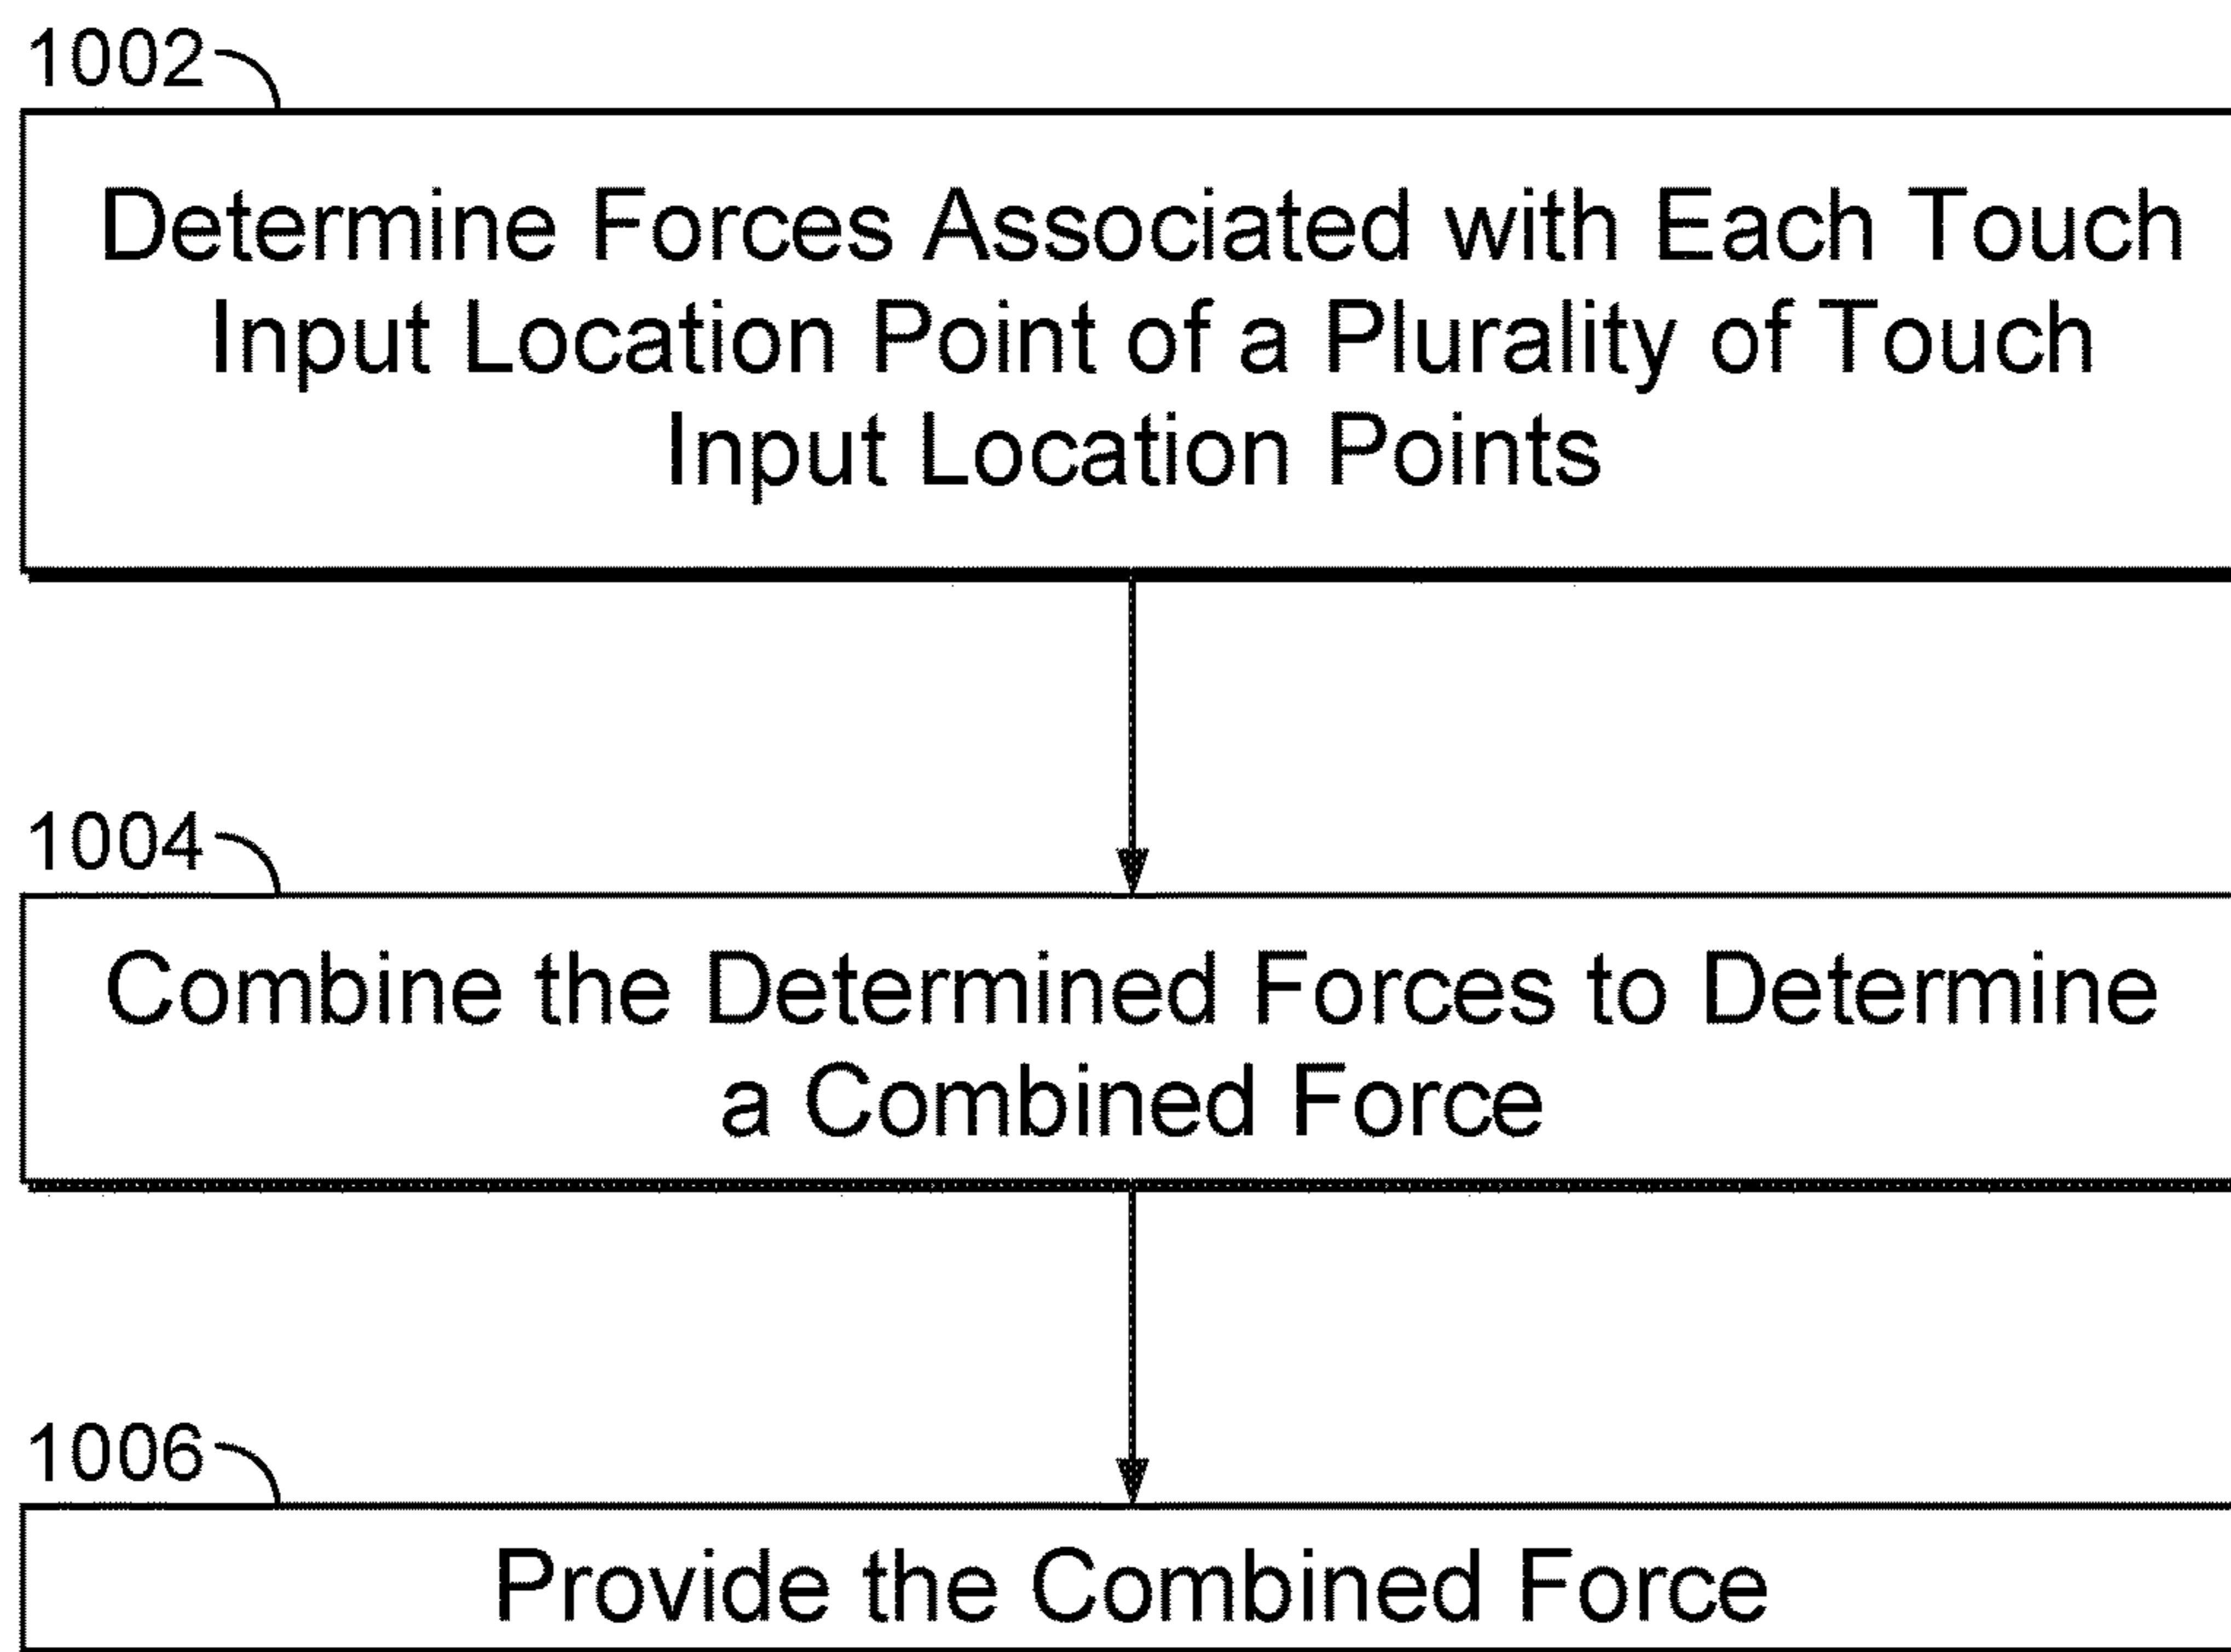 1002
Determine Forces Associated with Each Touch
Input Location Point of a Plurality of Touch
Input Location Points
1004
Combine the Determined Forces to Determine
a Combined Force
1006
Provide the Combined Force